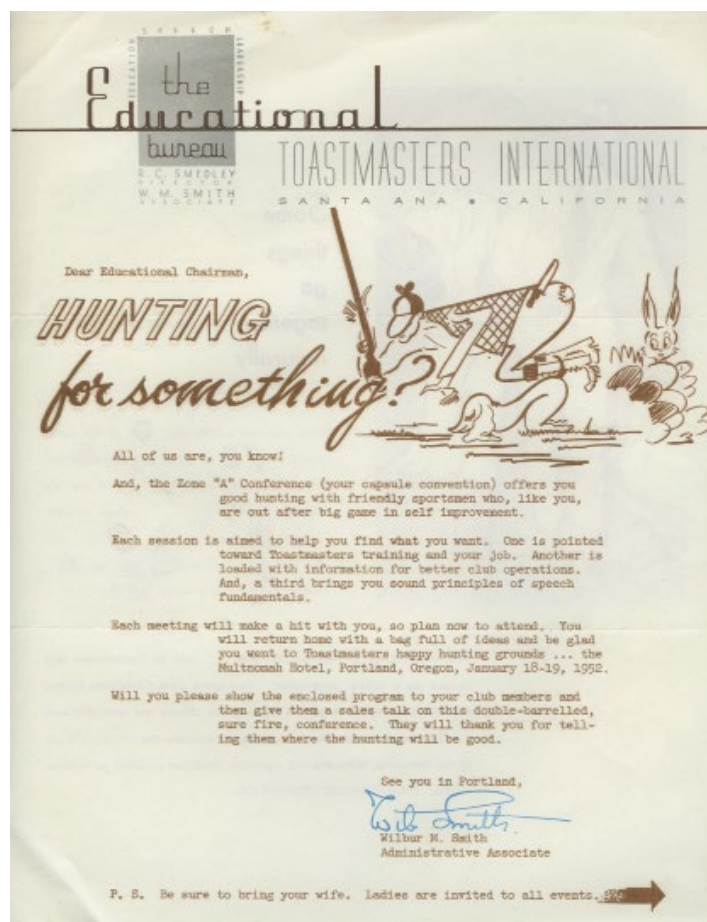 SPEECH
EDUCATION
LEADERSHIP
the
Educational
bureau
R. C. SMEDLEY
DIRECTOR
W. M. SMITH
ASSOCIATE
TOASTMASTERS INTERNATIONAL
SANTA ANA • CALIFORNIA
Dear Educational Chairman,
HUNTING
for something?
All of us are, you know!
And, the Zone "A" Conference (your capsule convention) offers you
good hunting with friendly sportsmen who, like you,
are out after big game in self improvement.
Each session is aimed to help you find what you want. One is pointed
toward Toastmasters training and your job. Another is
loaded with information for better club operations.
And, a third brings you sound principles of speech
fundamentals.
Each meeting will make a hit with you, so plan now to attend. You
will return home with a bag full of ideas and be glad
you went to Toastmasters happy hunting grounds ... the
Multnomah Hotel, Portland, Oregon, January 18-19, 1952.
Will you please show the enclosed program to your club members and
then give them a sales talk on this double-barrelled,
sure fire, conference. They will thank you for tell-
ing them where the hunting will be good.
See you in Portland,
Wib Smith
Wilbur M. Smith
Administrative Associate
P. S. Be sure to bring your wife. Ladies are invited to all events.